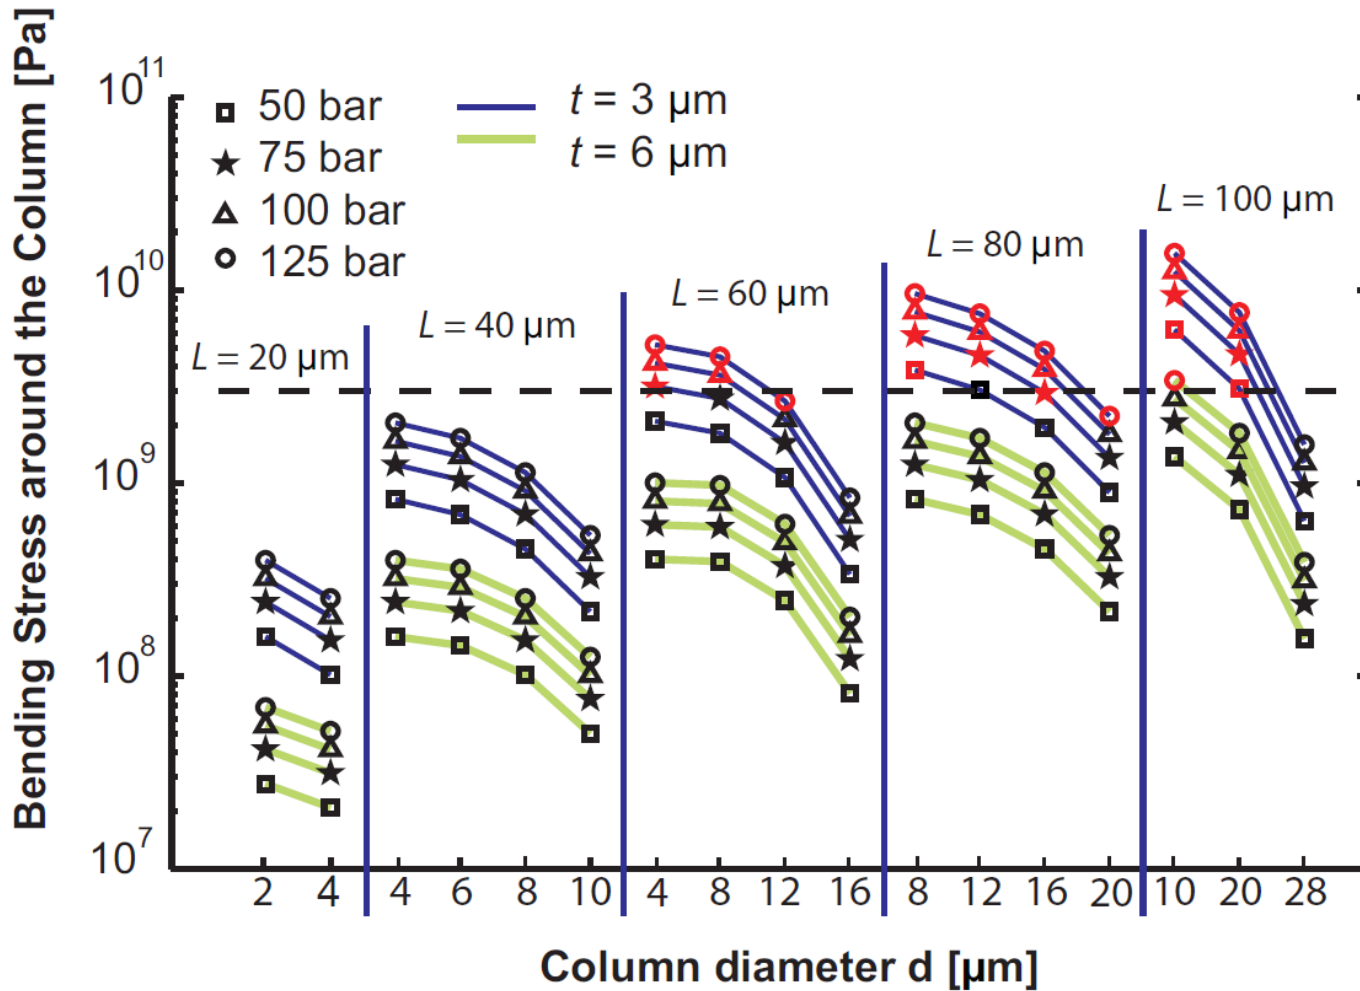 Bending Stress around the Column [Pa]
10^11
10^10
10^9
10^8
10^7
50 bar
75 bar
100 bar
125 bar
t = 3 µm
t = 6 µm
L = 20 µm
L = 40 µm
L = 60 µm
L = 80 µm
L = 100 µm
2 4 4 6 8 10 4 8 12 16 8 12 16 20 10 20 28
Column diameter d [µm]